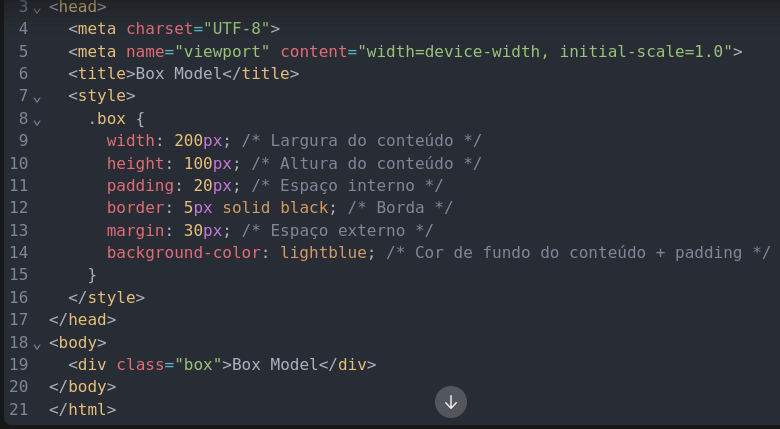 3 <head>
4 <meta charset="UTF-8">
5 <meta name="viewport" content="width=device-width, initial-scale=1.0">
6 <title>Box Model</title>
7 <style>
8 .box {
9 width: 200px; /* Largura do conteúdo */
10 height: 100px; /* Altura do conteúdo */
11 padding: 20px; /* Espaço interno */
12 border: 5px solid black; /* Borda */
13 margin: 30px; /* Espaço externo */
14 background-color: lightblue; /* Cor de fundo do conteúdo + padding */
15 }
16 </style>
17 </head>
18 <body>
19 <div class="box">Box Model</div>
20 </body>
21 </html>